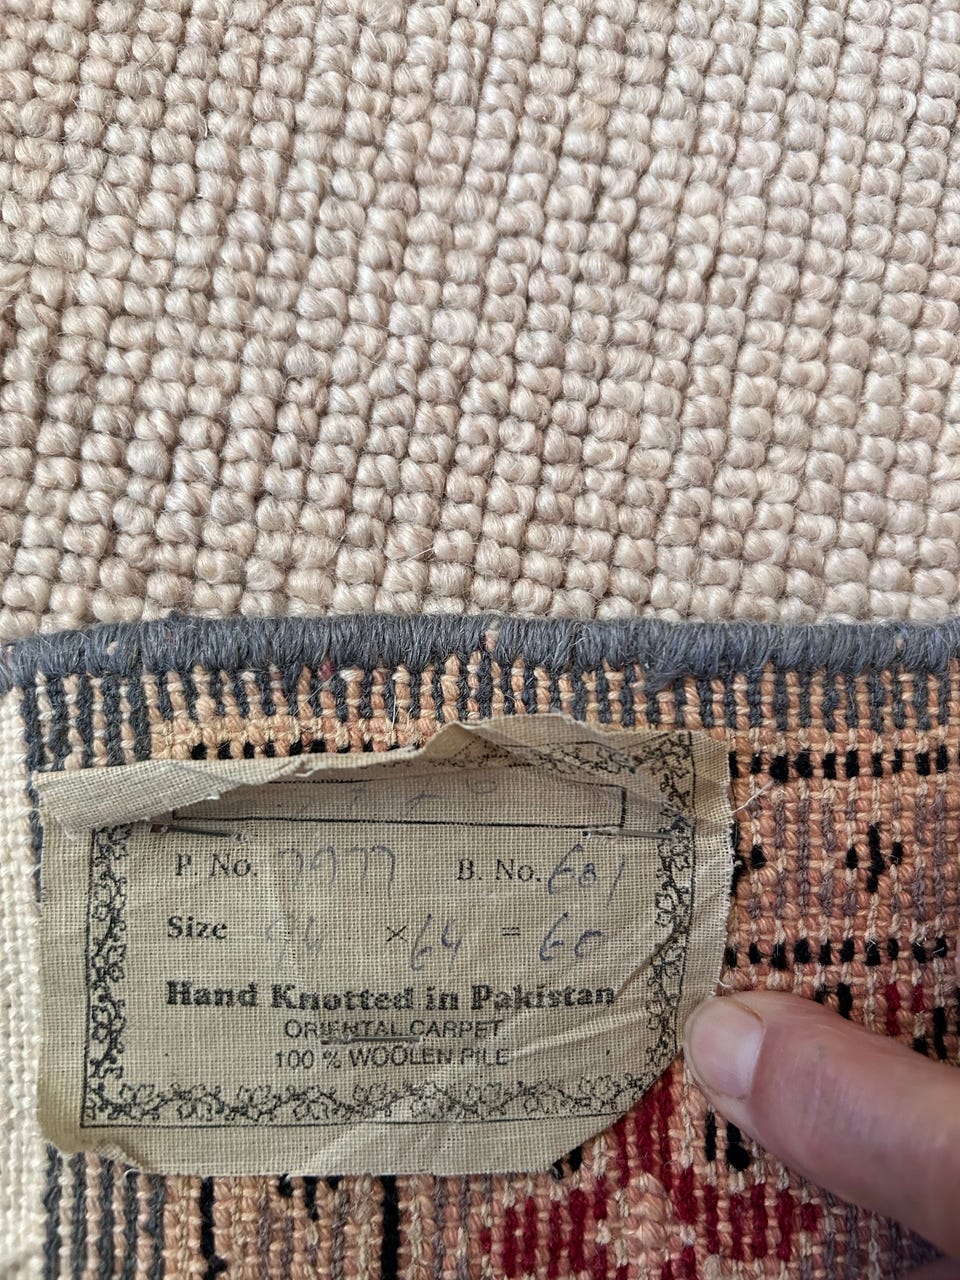 P. No. 7977 B. No. 601
Size 94 × 64 = 60
Hand Knotted in Pakistan
ORIENTAL CARPET
100 % WOOLEN PILE